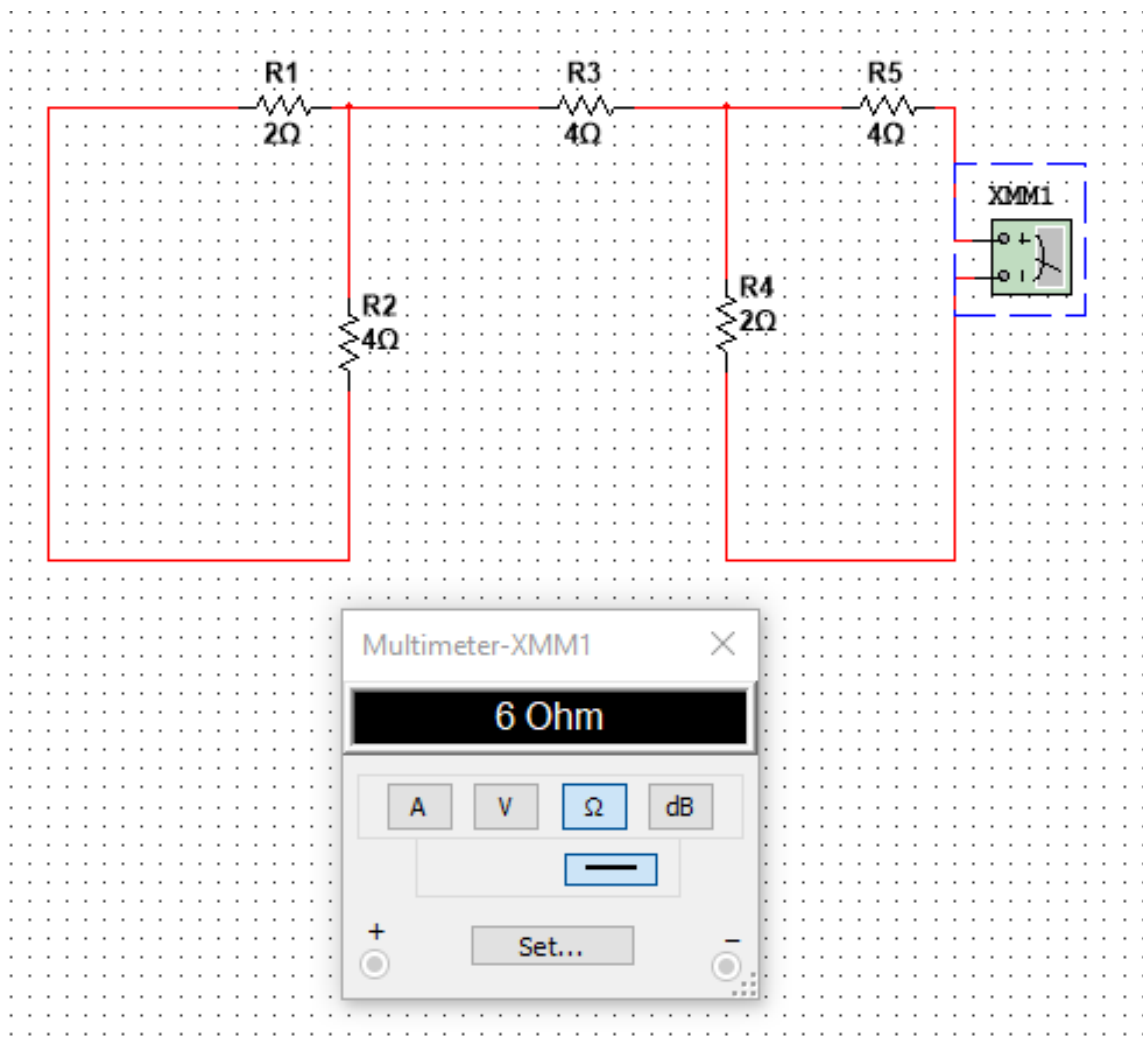 R1
2Ω
R3
4Ω
R5
4Ω
XMM1
R2
4Ω
R4
2Ω
Multimeter-XMM1
6 Ohm
A V Ω dB
+ −
Set...